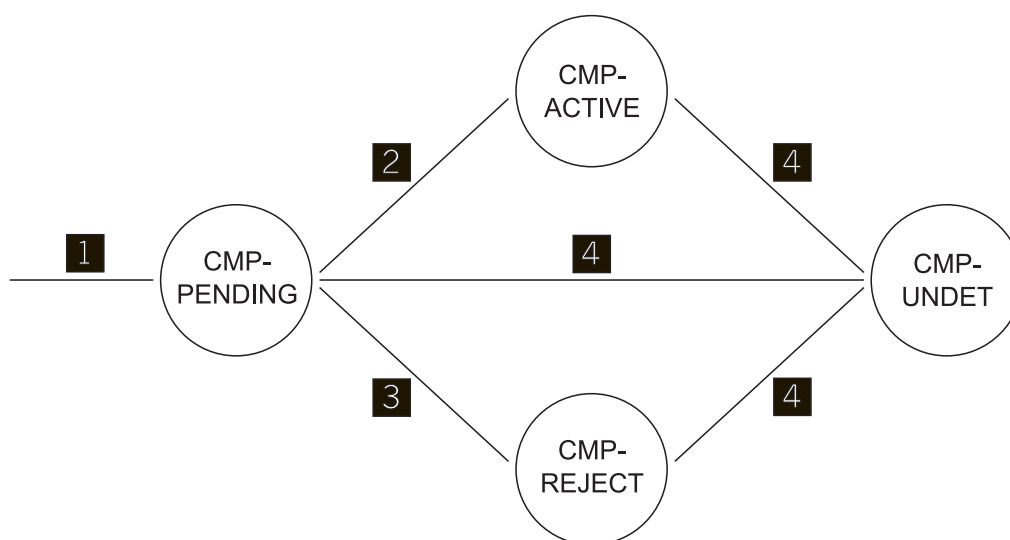 CMP-
ACTIVE
2
4
1
CMP-
PENDING
4
CMP-
UNDET
3
4
CMP-
REJECT